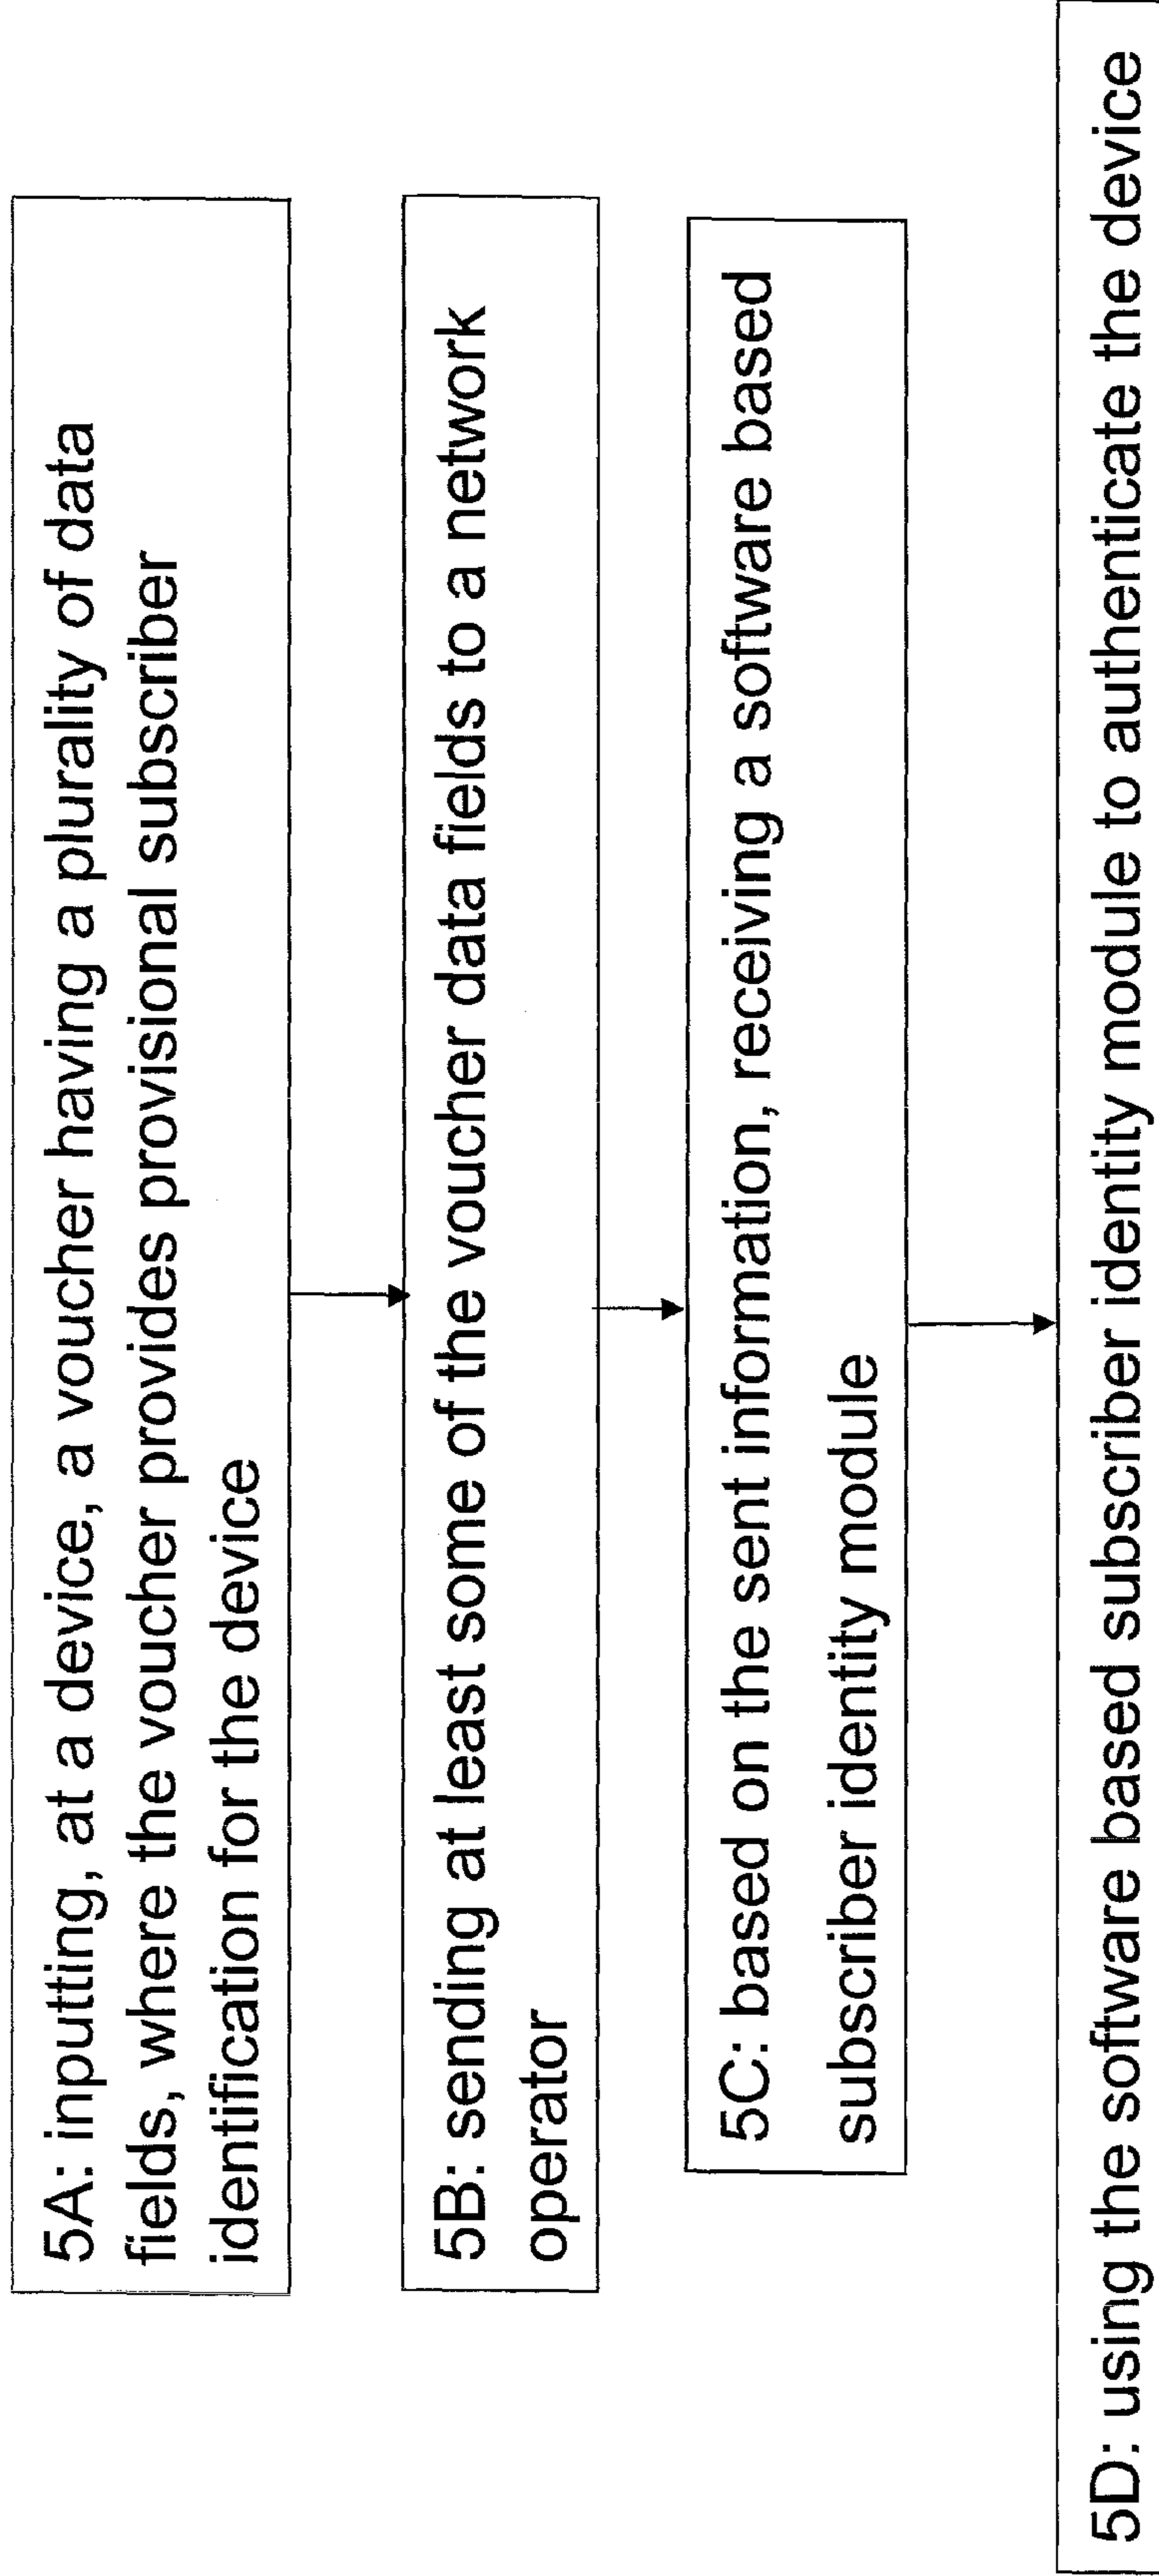 5A: inputting, at a device, a voucher having a plurality of data
fields, where the voucher provides provisional subscriber
identification for the device
5B: sending at least some of the voucher data fields to a network
operator
5C: based on the sent information, receiving a software based
subscriber identity module
5D: using the software based subscriber identity module to authenticate the device